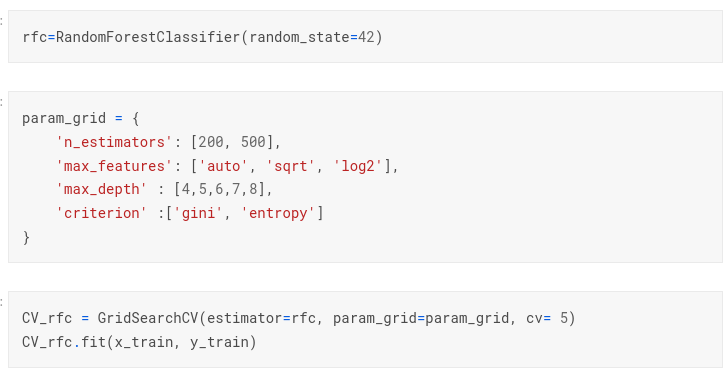 rfc=RandomForestClassifier(random_state=42)
param_grid = {
    'n_estimators': [200, 500],
    'max_features': ['auto', 'sqrt', 'log2'],
    'max_depth' : [4,5,6,7,8],
    'criterion' :['gini', 'entropy']
}
CV_rfc = GridSearchCV(estimator=rfc, param_grid=param_grid, cv= 5)
CV_rfc.fit(x_train, y_train)